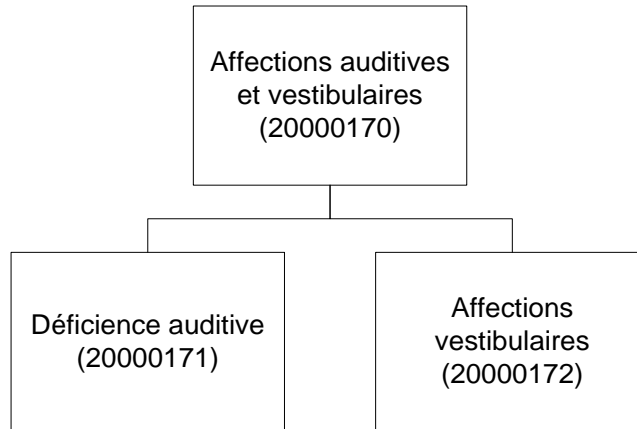 Affections auditives
et vestibulaires
(20000170)
Déficience auditive
(20000171)
Affections
vestibulaires
(20000172)